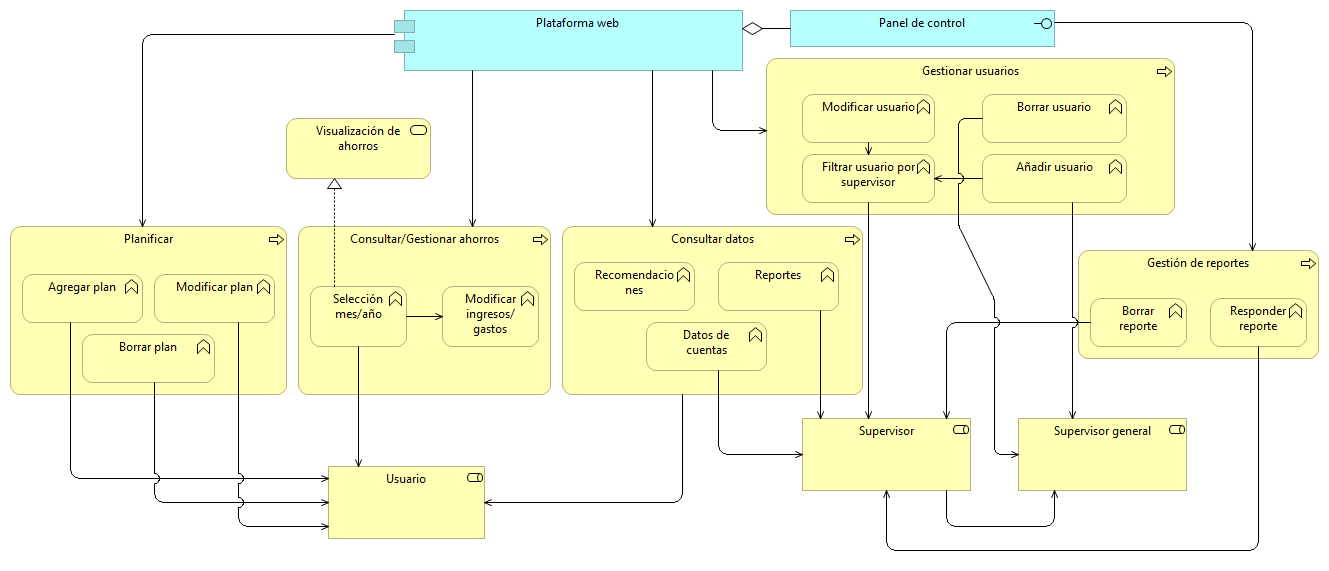 Plataforma web
Panel de control
Gestionar usuarios
Modificar usuario
Borrar usuario
Filtrar usuario por
supervisor
Añadir usuario
Visualización de
ahorros
Planificar
Agregar plan
Modificar plan
Borrar plan
Consultar/Gestionar ahorros
Selección
mes/año
Modificar
ingresos/
gastos
Consultar datos
Recomendacio
nes
Reportes
Datos de
cuentas
Gestión de reportes
Borrar
reporte
Responder
reporte
Supervisor
Supervisor general
Usuario